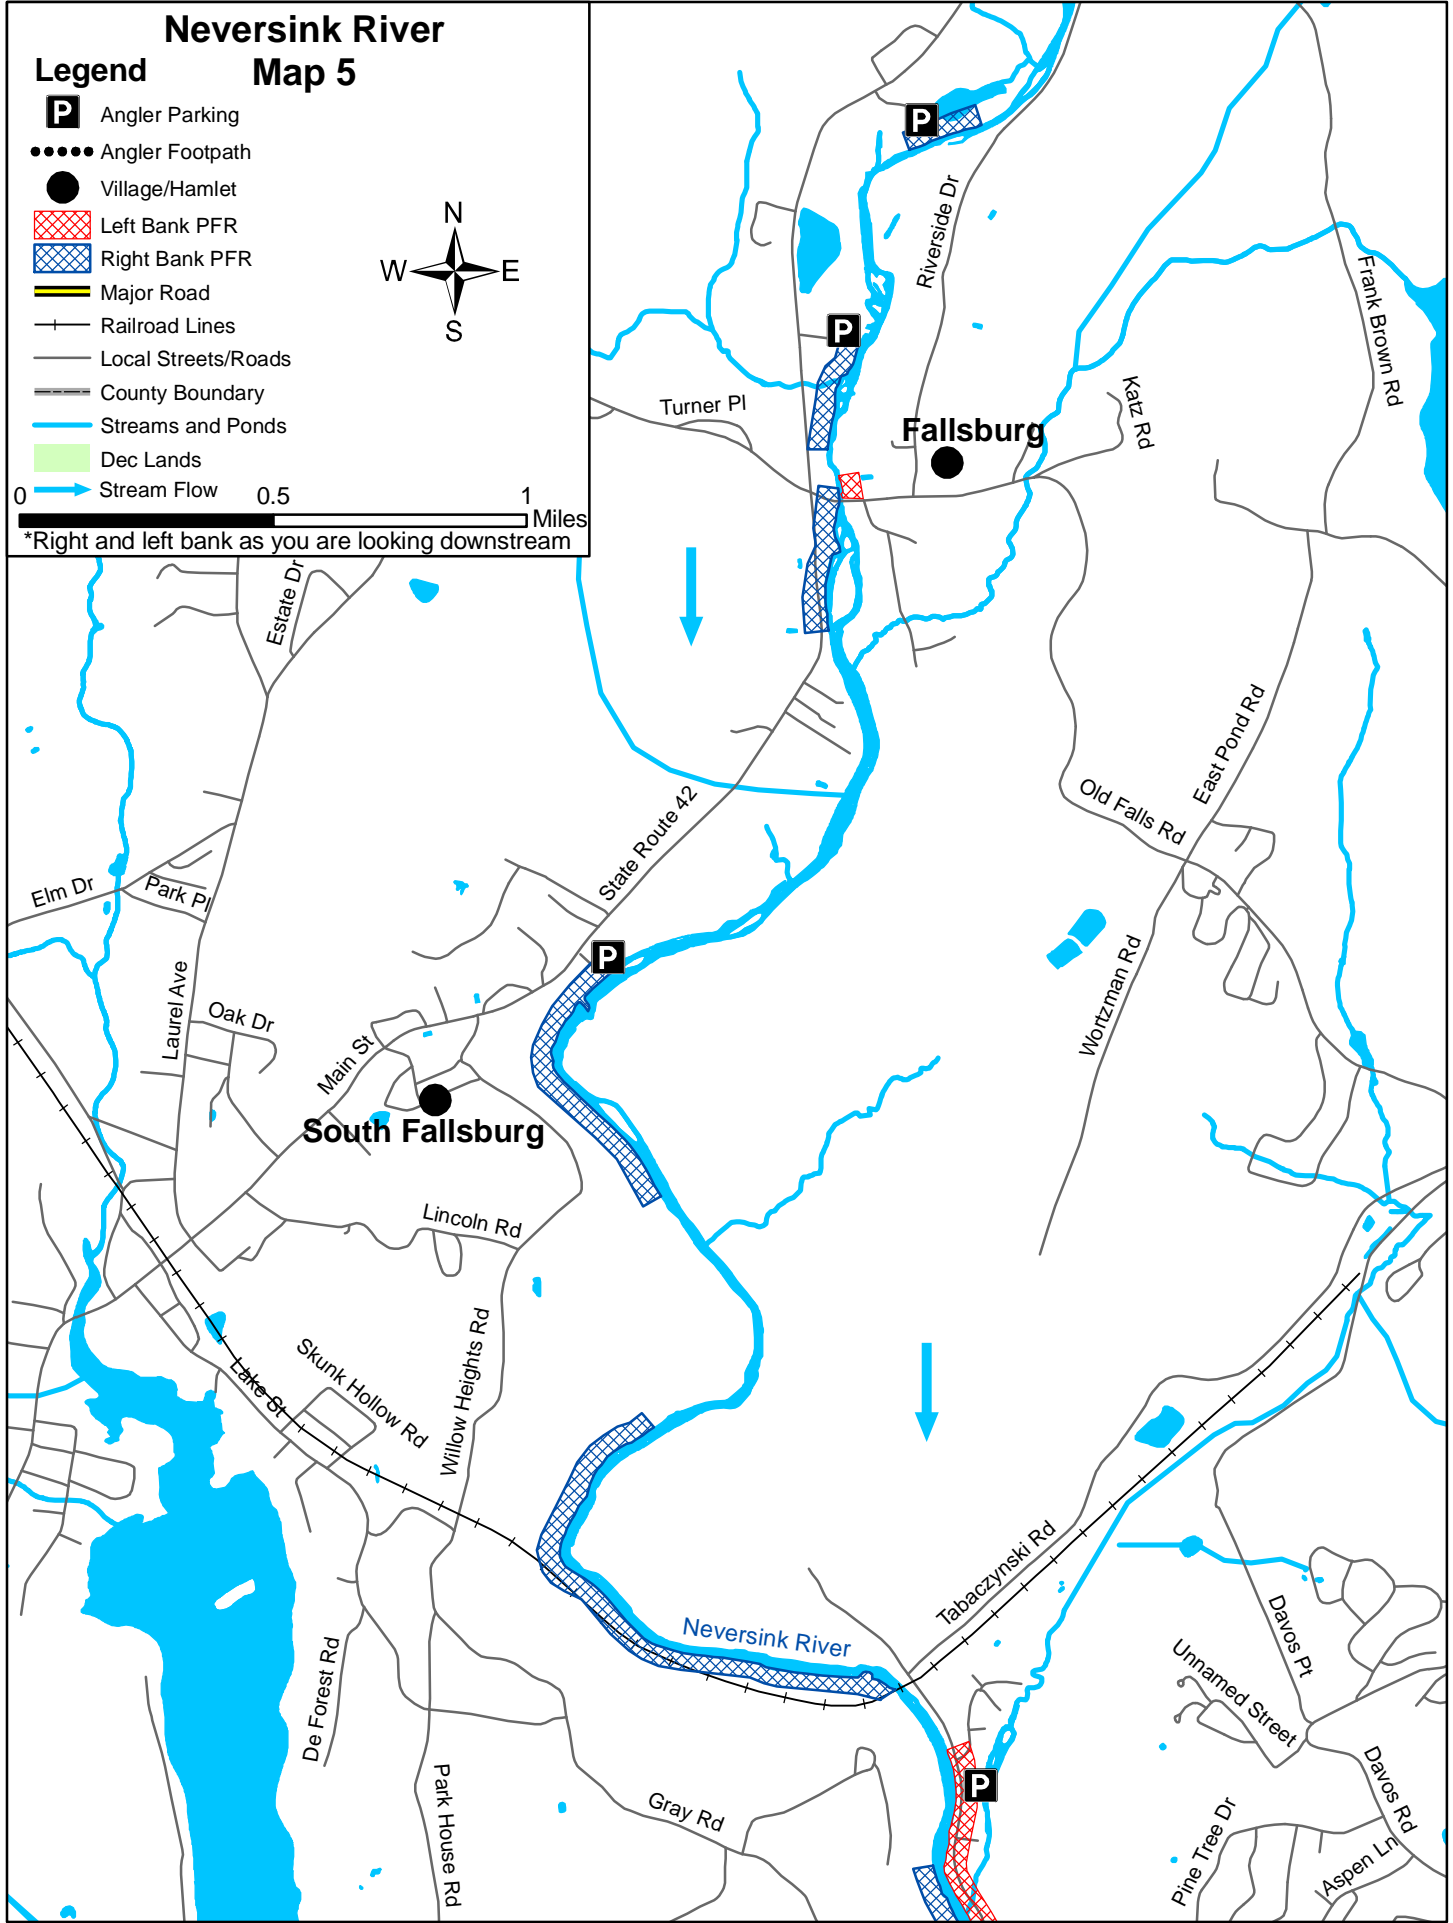 Neversink River
Map 5
Legend
P Angler Parking
Angler Footpath
Village/Hamlet
Left Bank PFR
Right Bank PFR
Major Road
Railroad Lines
Local Streets/Roads
County Boundary
Streams and Ponds
Dec Lands
Stream Flow
N
W E
S
0 0.5 1
Miles
*Right and left bank as you are looking downstream
P
Riverside Dr
Frank Brown Rd
P
Turner Pl
Katz Rd
Fallsburg
Estate Dr
East Pond Rd
Old Falls Rd
State Route 42
Elm Dr
Park Pl
P
Wortzman Rd
Laurel Ave
Oak Dr
Main St
South Fallsburg
Lincoln Rd
Willow Heights Rd
Skunk Hollow Rd
Lake St
Tabaczynski Rd
Neversink River
Davos Pt
Unnamed Street
De Forest Rd
P
Davos Rd
Park House Rd
Gray Rd
Pine Tree Dr
Aspen Ln